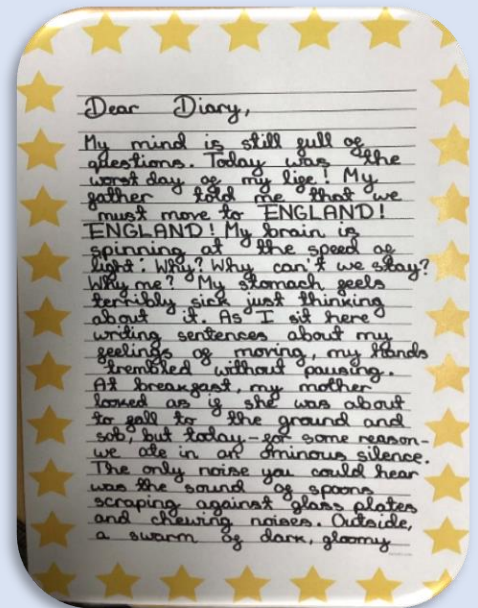 Dear Diary,
My mind is still full of
questions. Today was the
worst day of my life! My
father told me that we
must move to ENGLAND!
ENGLAND! My brain is
spinning at the speed of
light. Why? Why can't we stay?
Why me? My stomach feels
terribly sick just thinking
about it. As I sit here
writing sentences about my
feelings of moving, my hands
trembled without pausing.
At breakfast, my mother
looked as if she was about
to fall to the ground and
sob, but today-for some reason-
we ate in an ominous silence.
The only noise you could hear
was the sound of spoons
scraping against glass plates
and chewing noises. Outside,
a swarm of dark, gloomy